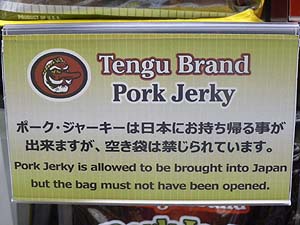 PRODUCT OF U.S.A.
Tengu Brand
Pork Jerky
ポーク・ジャーキーは日本にお持ち帰る事が
出来ますが、空き袋は禁じられています。
Pork Jerky is allowed to be brought into Japan
but the bag must not have been opened.